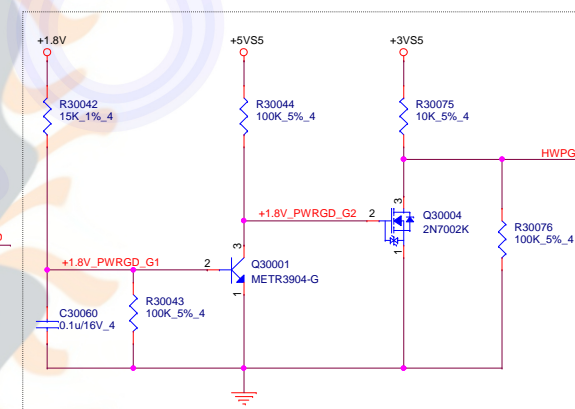 +1.8V
+5VS5
+3VS5
R30042
15K_1%_4
R30044
100K_5%_4
R30075
10K_5%_4
HWPG
3
+1.8V_PWRGD_G2
2
Q30004
2N7002K
R30076
100K_5%_4
1
+1.8V_PWRGD_G1
2
3
Q30001
METR3904-G
1
R30043
100K_5%_4
C30060
0.1u/16V_4